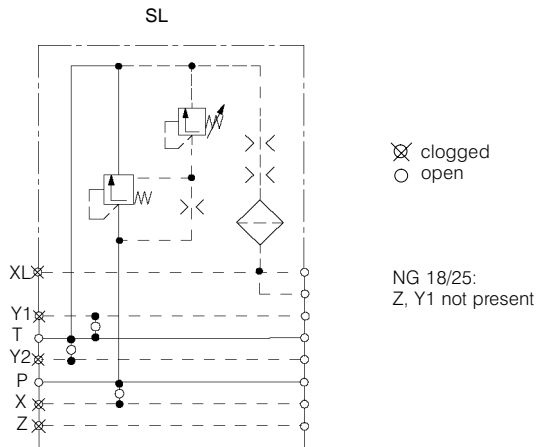 SL
clogged
open
NG 18/25:
Z, Y1 not present
XL
Y1
T
Y2
P
X
Z